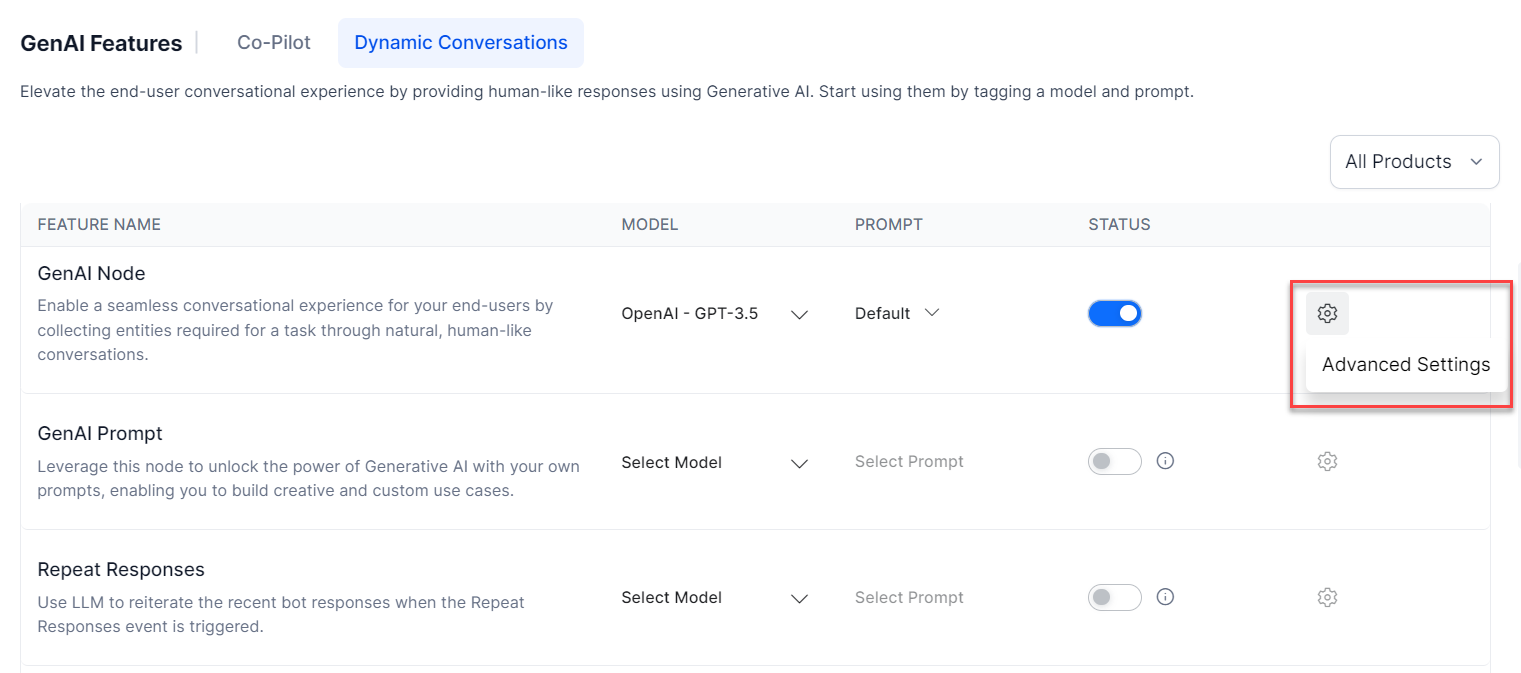 GenAI Features
Co-Pilot
Dynamic Conversations
Elevate the end-user conversational experience by providing human-like responses using Generative AI. Start using them by tagging a model and prompt.
All Products
FEATURE NAME MODEL PROMPT STATUS
GenAI Node
Enable a seamless conversational experience for your end-users by
collecting entities required for a task through natural, human-like
conversations.
OpenAI - GPT-3.5
Default
Advanced Settings
GenAI Prompt
Leverage this node to unlock the power of Generative AI with your own
prompts, enabling you to build creative and custom use cases.
Select Model
Select Prompt
Repeat Responses
Use LLM to reiterate the recent bot responses when the Repeat
Responses event is triggered.
Select Model
Select Prompt